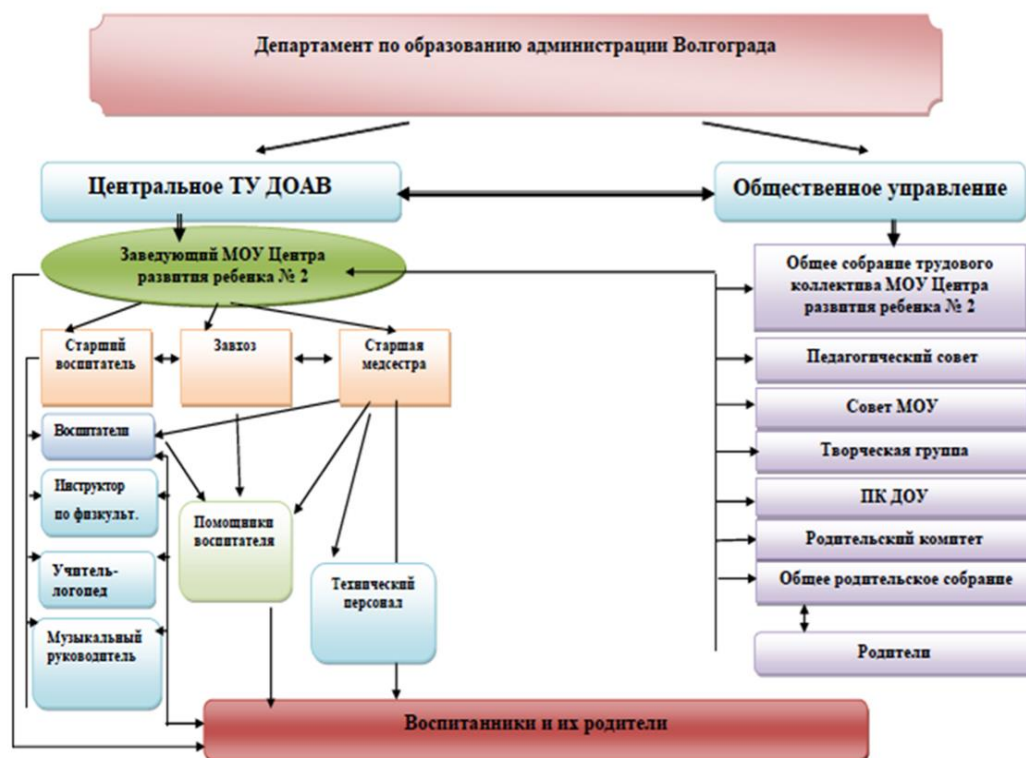 Департамент по образованию администрации Волгограда
Центральное ТУ ДОАВ
Общественное управление
Заведующий МОУ Центра
развития ребенка № 2
Общее собрание трудового
коллектива МОУ Центра
развития ребенка № 2
Старший
воспитатель
Завхоз
Старшая
медсестра
Педагогический совет
Совет МОУ
Воспитатели
Творческая группа
Инструктор
по физкульт.
ПК ДОУ
Помощники
воспитателя
Родительский комитет
Учитель-
логопед
Технический
персонал
Общее родительское собрание
Музыкальный
руководитель
Родители
Воспитанники и их родители